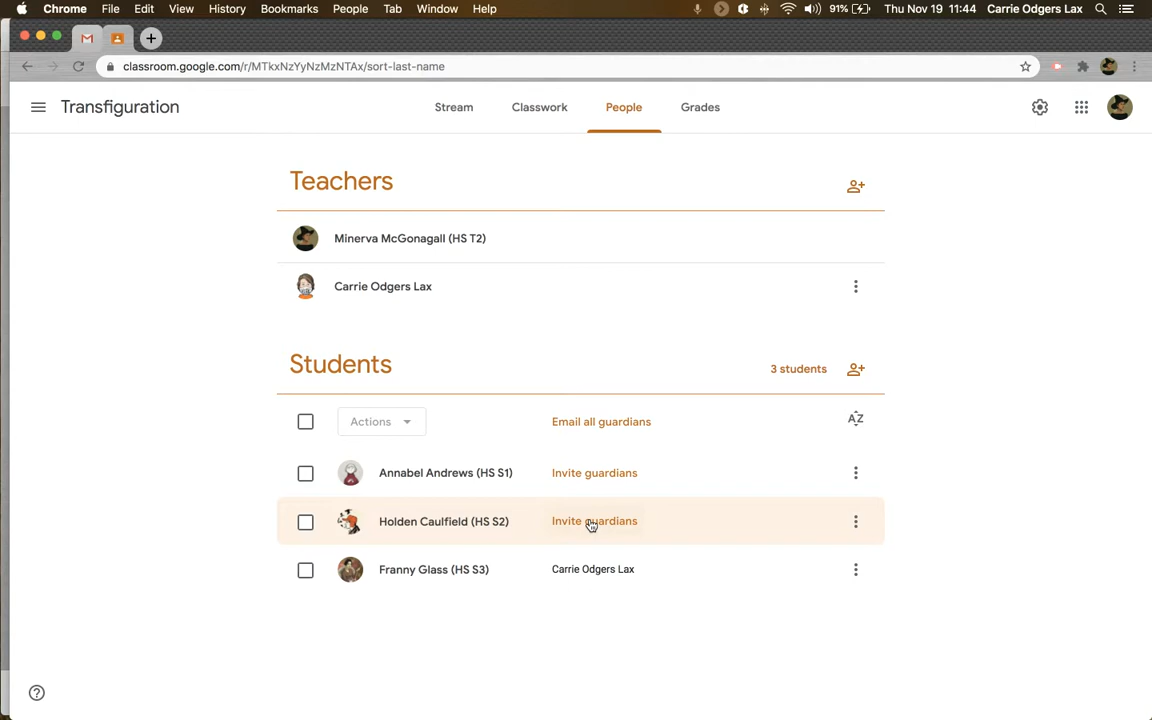 Chrome File Edit View History Bookmarks People Tab Window Help 91% Thu Nov 19 11:44 Carrie Odgers Lax
classroom.google.com/r/MTkxNzYyNzMzNTAx/sort-last-name
Transfiguration Stream Classwork People Grades
Teachers
Minerva McGonagall (HS T2)
Carrie Odgers Lax
Students 3 students
Actions Email all guardians AZ
Annabel Andrews (HS S1) Invite guardians
Holden Caulfield (HS S2) Invite guardians
Franny Glass (HS S3) Carrie Odgers Lax